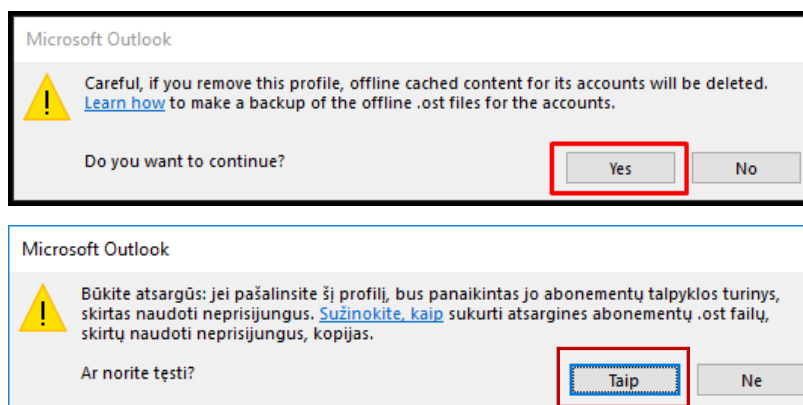 Microsoft Outlook
Careful, if you remove this profile, offline cached content for its accounts will be deleted.
Learn how to make a backup of the offline .ost files for the accounts.
Do you want to continue?
Yes
No
Microsoft Outlook
Būkite atsargūs: jei pašalinsite šį profilį, bus panaikintas jo abonementų talpyklos turinys,
skirtas naudoti neprisijungus. Sužinokite, kaip sukurti atsargines abonementų .ost failų,
skirtų naudoti neprisijungus, kopijas.
Ar norite tęsti?
Taip
Ne